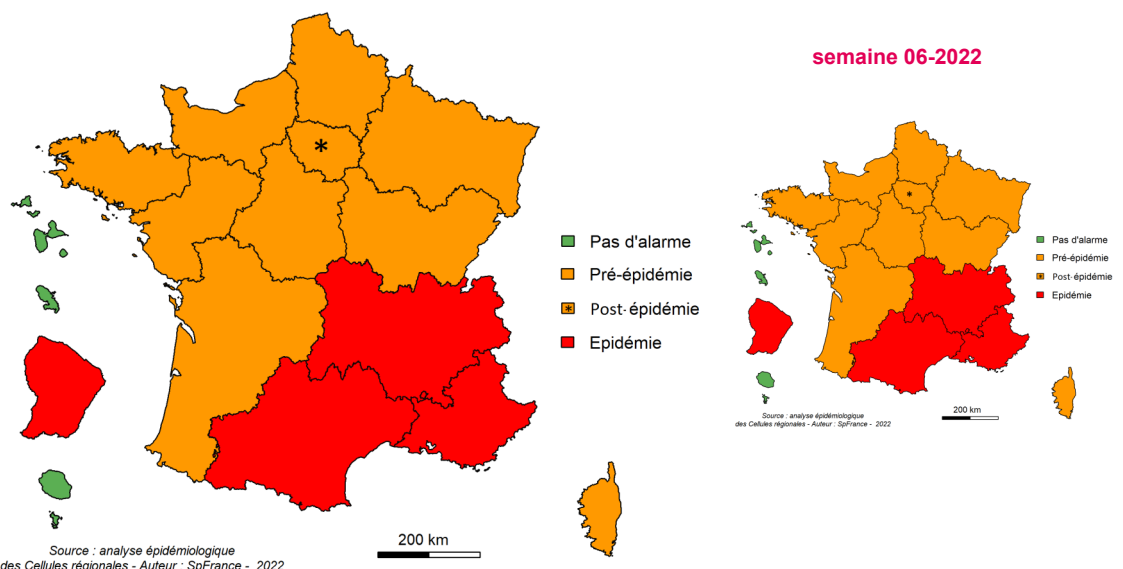 semaine 06-2022
*
Pas d'alarme
Pré-épidémie
* Post-épidémie
Epidémie
200 km
Source : analyse épidémiologique
des Cellules régionales - Auteur : SpFrance - 2022
*
Pas d'alarme
Pré-épidémie
* Post-épidémie
Epidémie
200 km
Source : analyse épidémiologique
des Cellules régionales - Auteur : SpFrance - 2022